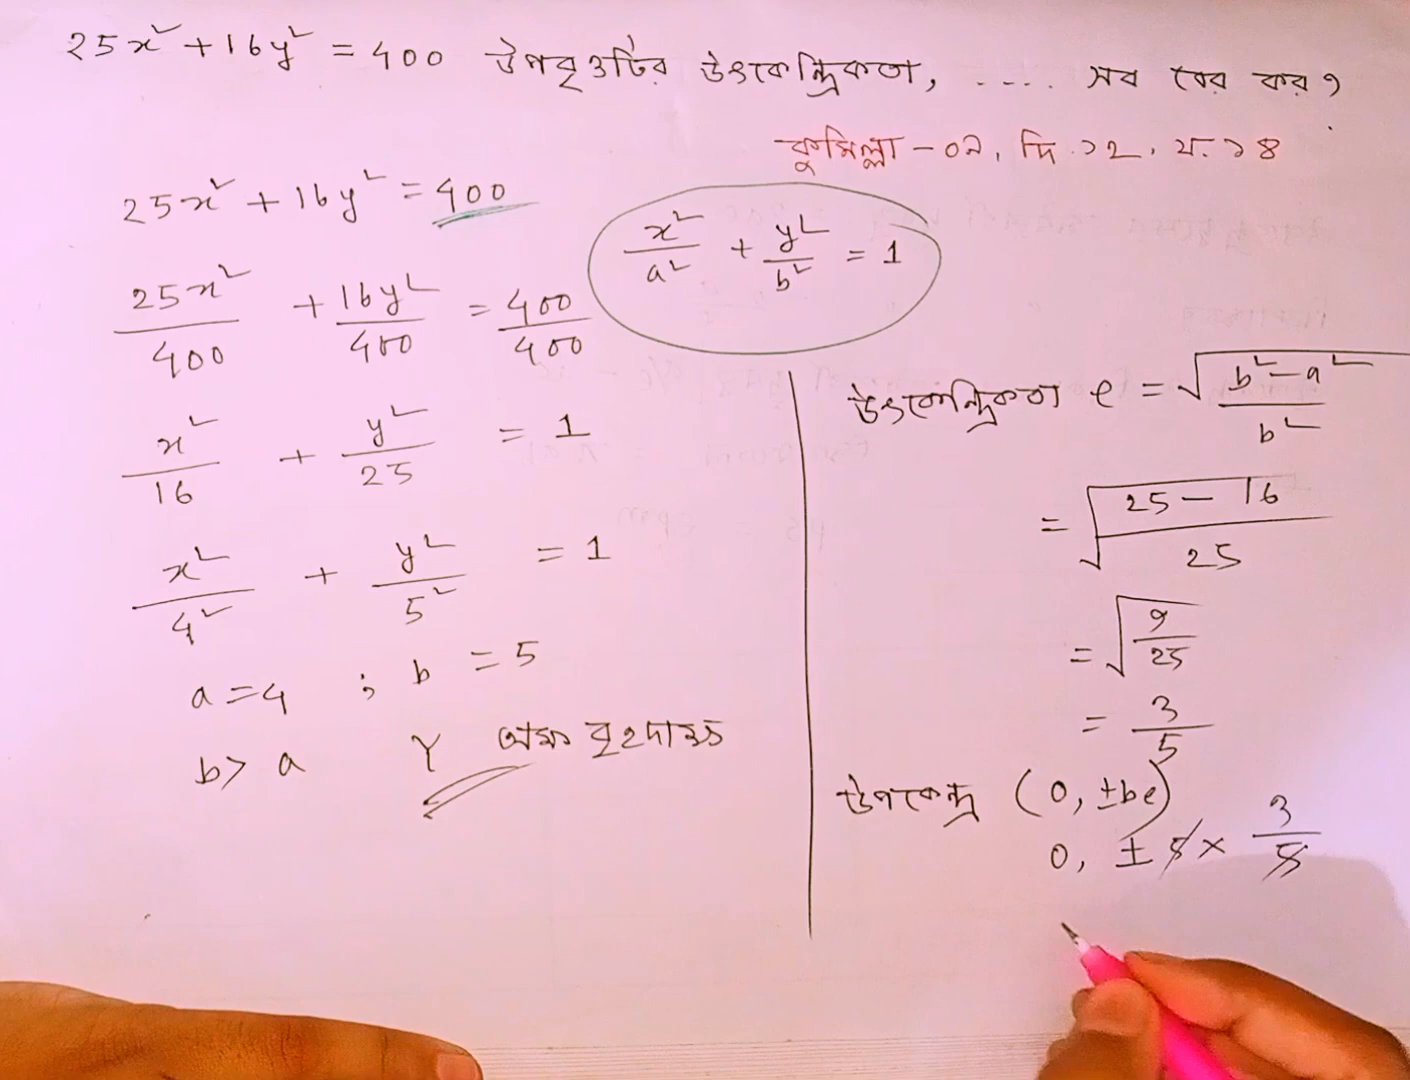 25x² + 16y² = 400 উপবৃত্তটির উৎকেন্দ্রিকতা, .... সব বের কর?
কুমিল্লা - ০৯, দি. ১২, য. ১৪
25x² + 16y² = 400
x²/a² + y²/b² = 1
25x²/400 + 16y²/400 = 400/400
x²/16 + y²/25 = 1
x²/4² + y²/5² = 1
a = 4 ; b = 5
b > a Y অক্ষ বৃহদাক্ষ
উৎকেন্দ্রিকতা e = √(b² - a²/b²)
= √(25 - 16/25)
= √(9/25)
= 3/5
উপকেন্দ্র (0, ±be)
0, ± 5 × 3/5